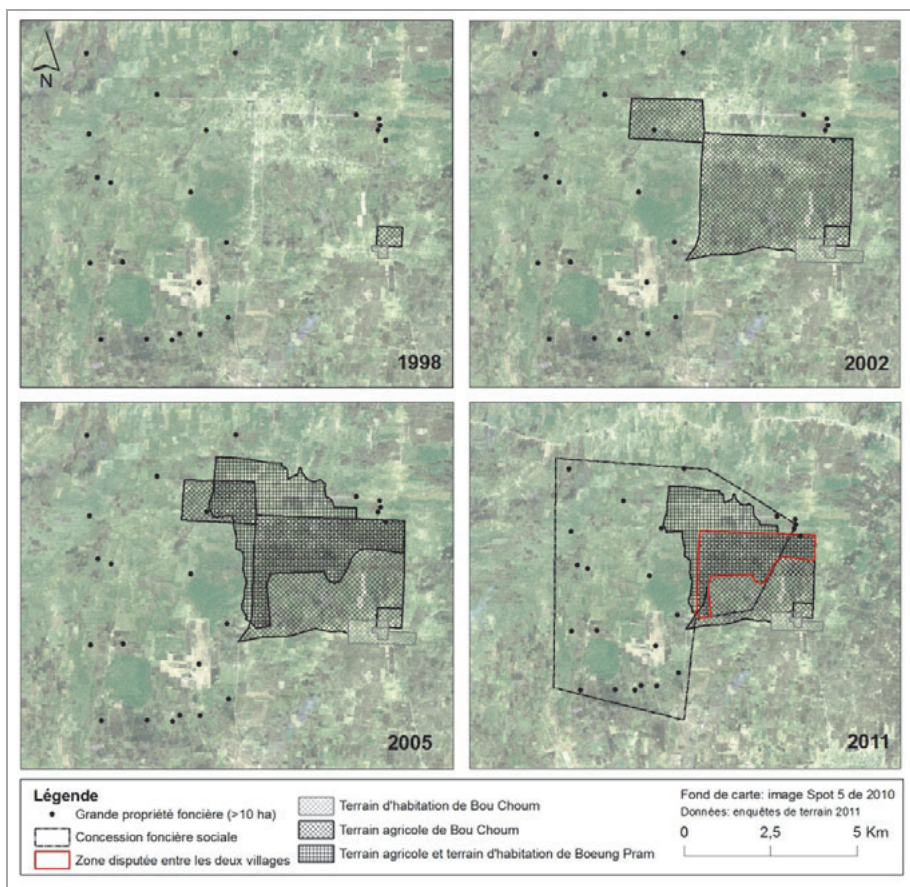 N
1998
2002
2005
2011
Légende
Grande propriété foncière (>10 ha)
Concession foncière sociale
Zone disputée entre les deux villages
Terrain d'habitation de Bou Choum
Terrain agricole de Bou Choum
Terrain agricole et terrain d'habitation de Boeung Pram
Fond de carte: image Spot 5 de 2010
Données: enquêtes de terrain 2011
0 2,5 5 Km